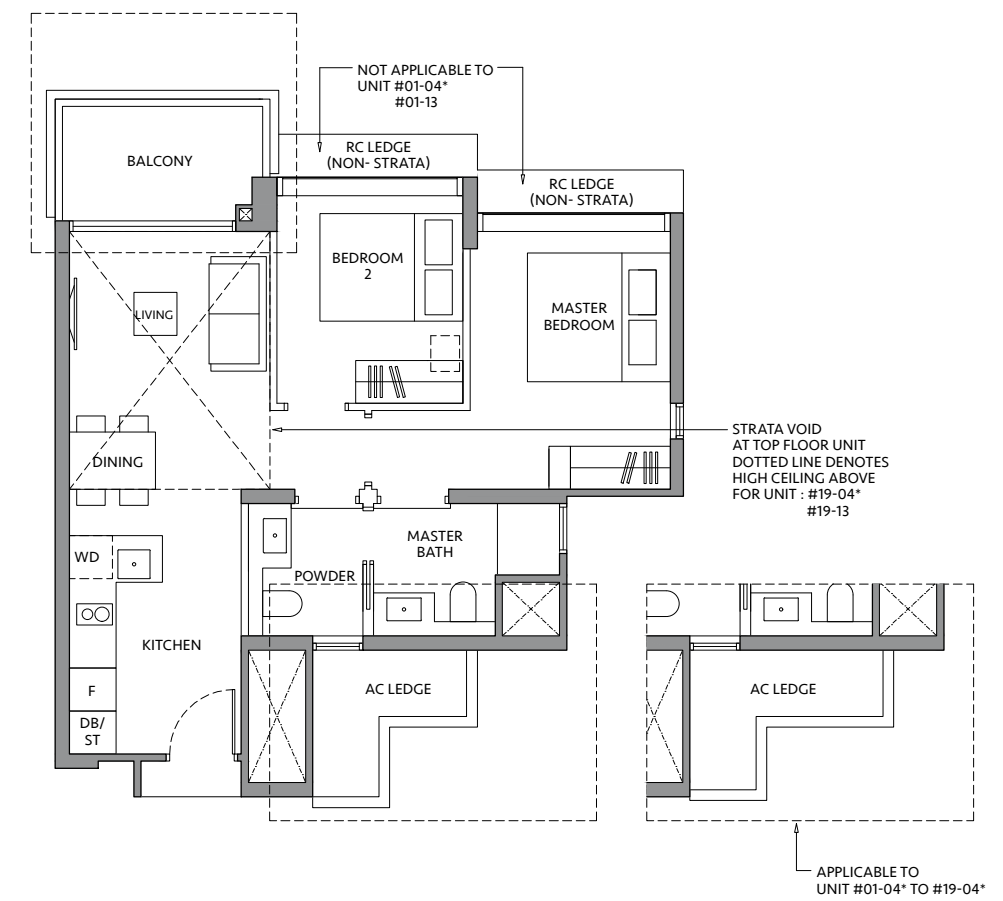 NOT APPLICABLE TO
UNIT #01-04*
#01-13
BALCONY
RC LEDGE
(NON- STRATA)
RC LEDGE
(NON- STRATA)
BEDROOM
2
LIVING
MASTER
BEDROOM
STRATA VOID
AT TOP FLOOR UNIT
DOTTED LINE DENOTES
HIGH CEILING ABOVE
FOR UNIT : #19-04*
#19-13
DINING
MASTER
BATH
WD
POWDER
KITCHEN
F
AC LEDGE
AC LEDGE
DB/
ST
APPLICABLE TO
UNIT #01-04* TO #19-04*